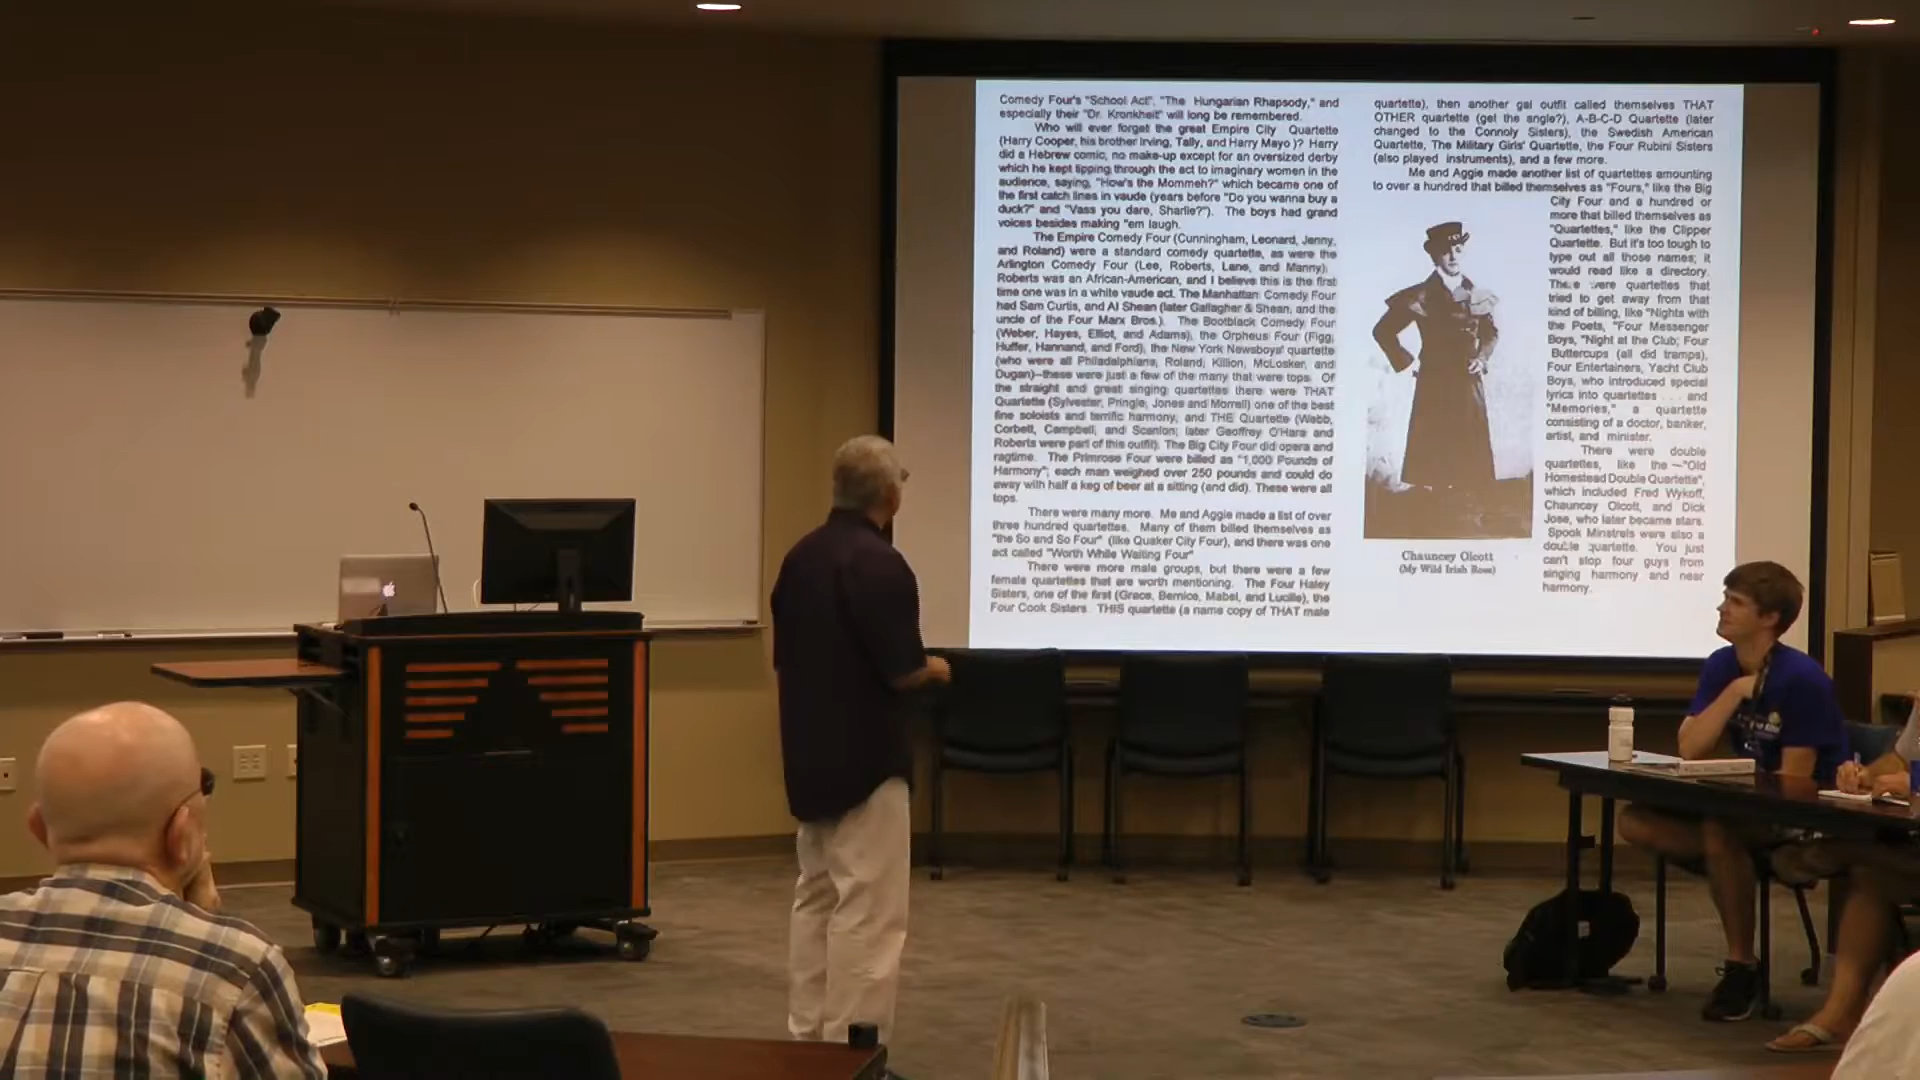 Comedy Four's "School Act", "The Hungarian Rhapsody," and
especially their "Dr. Kronkheit" will long be remembered.
Who will ever forget the great Empire City Quartette
(Harry Cooper, his brother Irving, Tally, and Harry Mayo )? Harry
did a Hebrew comic, no make-up except for an oversized derby
which he kept tipping through the act to imaginary women in the
audience, saying, "How's the Mommeh?" which became one of
the first catch lines in vaude (years before "Do you wanna buy a
duck?" and "Vass you dare, Sharlie?"). The boys had grand
voices besides making "em laugh.
The Empire Comedy Four (Cunningham, Leonard, Jenny,
and Roland) were a standard comedy quartette, as were the
Arlington Comedy Four (Lee, Roberts, Lane, and Manny).
Roberts was an African-American, and I believe this is the first
time one was in a white vaude act. The Manhattan Comedy Four
had Sam Curtis, and Al Shean (later Gallagher & Shean, and the
uncle of the Four Marx Bros.). The Bootblack Comedy Four
(Weber, Hayes, Elliot, and Adams), the Orpheus Four (Figg,
Huffer, Hannand, and Ford), the New York Newsboys' quartette
(who were all Philadelphians, Roland, Killion, McLosker, and
Dugan)--these were just a few of the many that were tops. Of
the straight and great singing quartettes there were THAT
Quartette (Sylvester, Pringle, Jones and Morrell) one of the best
fine soloists and terrific harmony, and THE Quartette (Webb,
Corbett, Campbell, and Scanlon; later Geoffrey O'Hara and
Roberts were part of this outfit). The Big City Four did opera and
ragtime. The Primrose Four were billed as "1,000 Pounds of
Harmony"; each man weighed over 250 pounds and could do
away with half a keg of beer at a sitting (and did). These were all
tops.
There were many more. Me and Aggie made a list of over
three hundred quartettes. Many of them billed themselves as
"the So and So Four" (like Quaker City Four), and there was one
act called "Worth While Waiting Four"
There were more male groups, but there were a few
female quartettes that are worth mentioning. The Four Haley
Sisters, one of the first (Grace, Bernice, Mabel, and Lucille), the
Four Cook Sisters. THIS quartette (a name copy of THAT male
quartette), then another gal outfit called themselves THAT
OTHER quartette (get the angle?), A-B-C-D Quartette (later
changed to the Connoly Sisters), the Swedish American
Quartette, The Military Girls' Quartette, the Four Rubini Sisters
(also played instruments), and a few more.
Me and Aggie made another list of quartettes amounting
to over a hundred that billed themselves as "Fours," like the Big
City Four and a hundred or
more that billed themselves as
"Quartettes," like the Clipper
Quartette. But it's too tough to
type out all those names; it
would read like a directory.
There were quartettes that
tried to get away from that
kind of billing, like "Nights with
the Poets, "Four Messenger
Boys, "Night at the Club; Four
Buttercups (all did tramps),
Four Entertainers, Yacht Club
Boys, who introduced special
lyrics into quartettes . . . and
"Memories," a quartette
consisting of a doctor, banker,
artist, and minister.
There were double
quartettes, like the "Old
Homestead Double Quartette",
which included Fred Wykoff,
Chauncey Olcott, and Dick
Jose, who later became stars.
Spook Minstrels were also a
double quartette. You just
can't stop four guys from
singing harmony and near
harmony.
Chauncey Olcott
(My Wild Irish Rose)